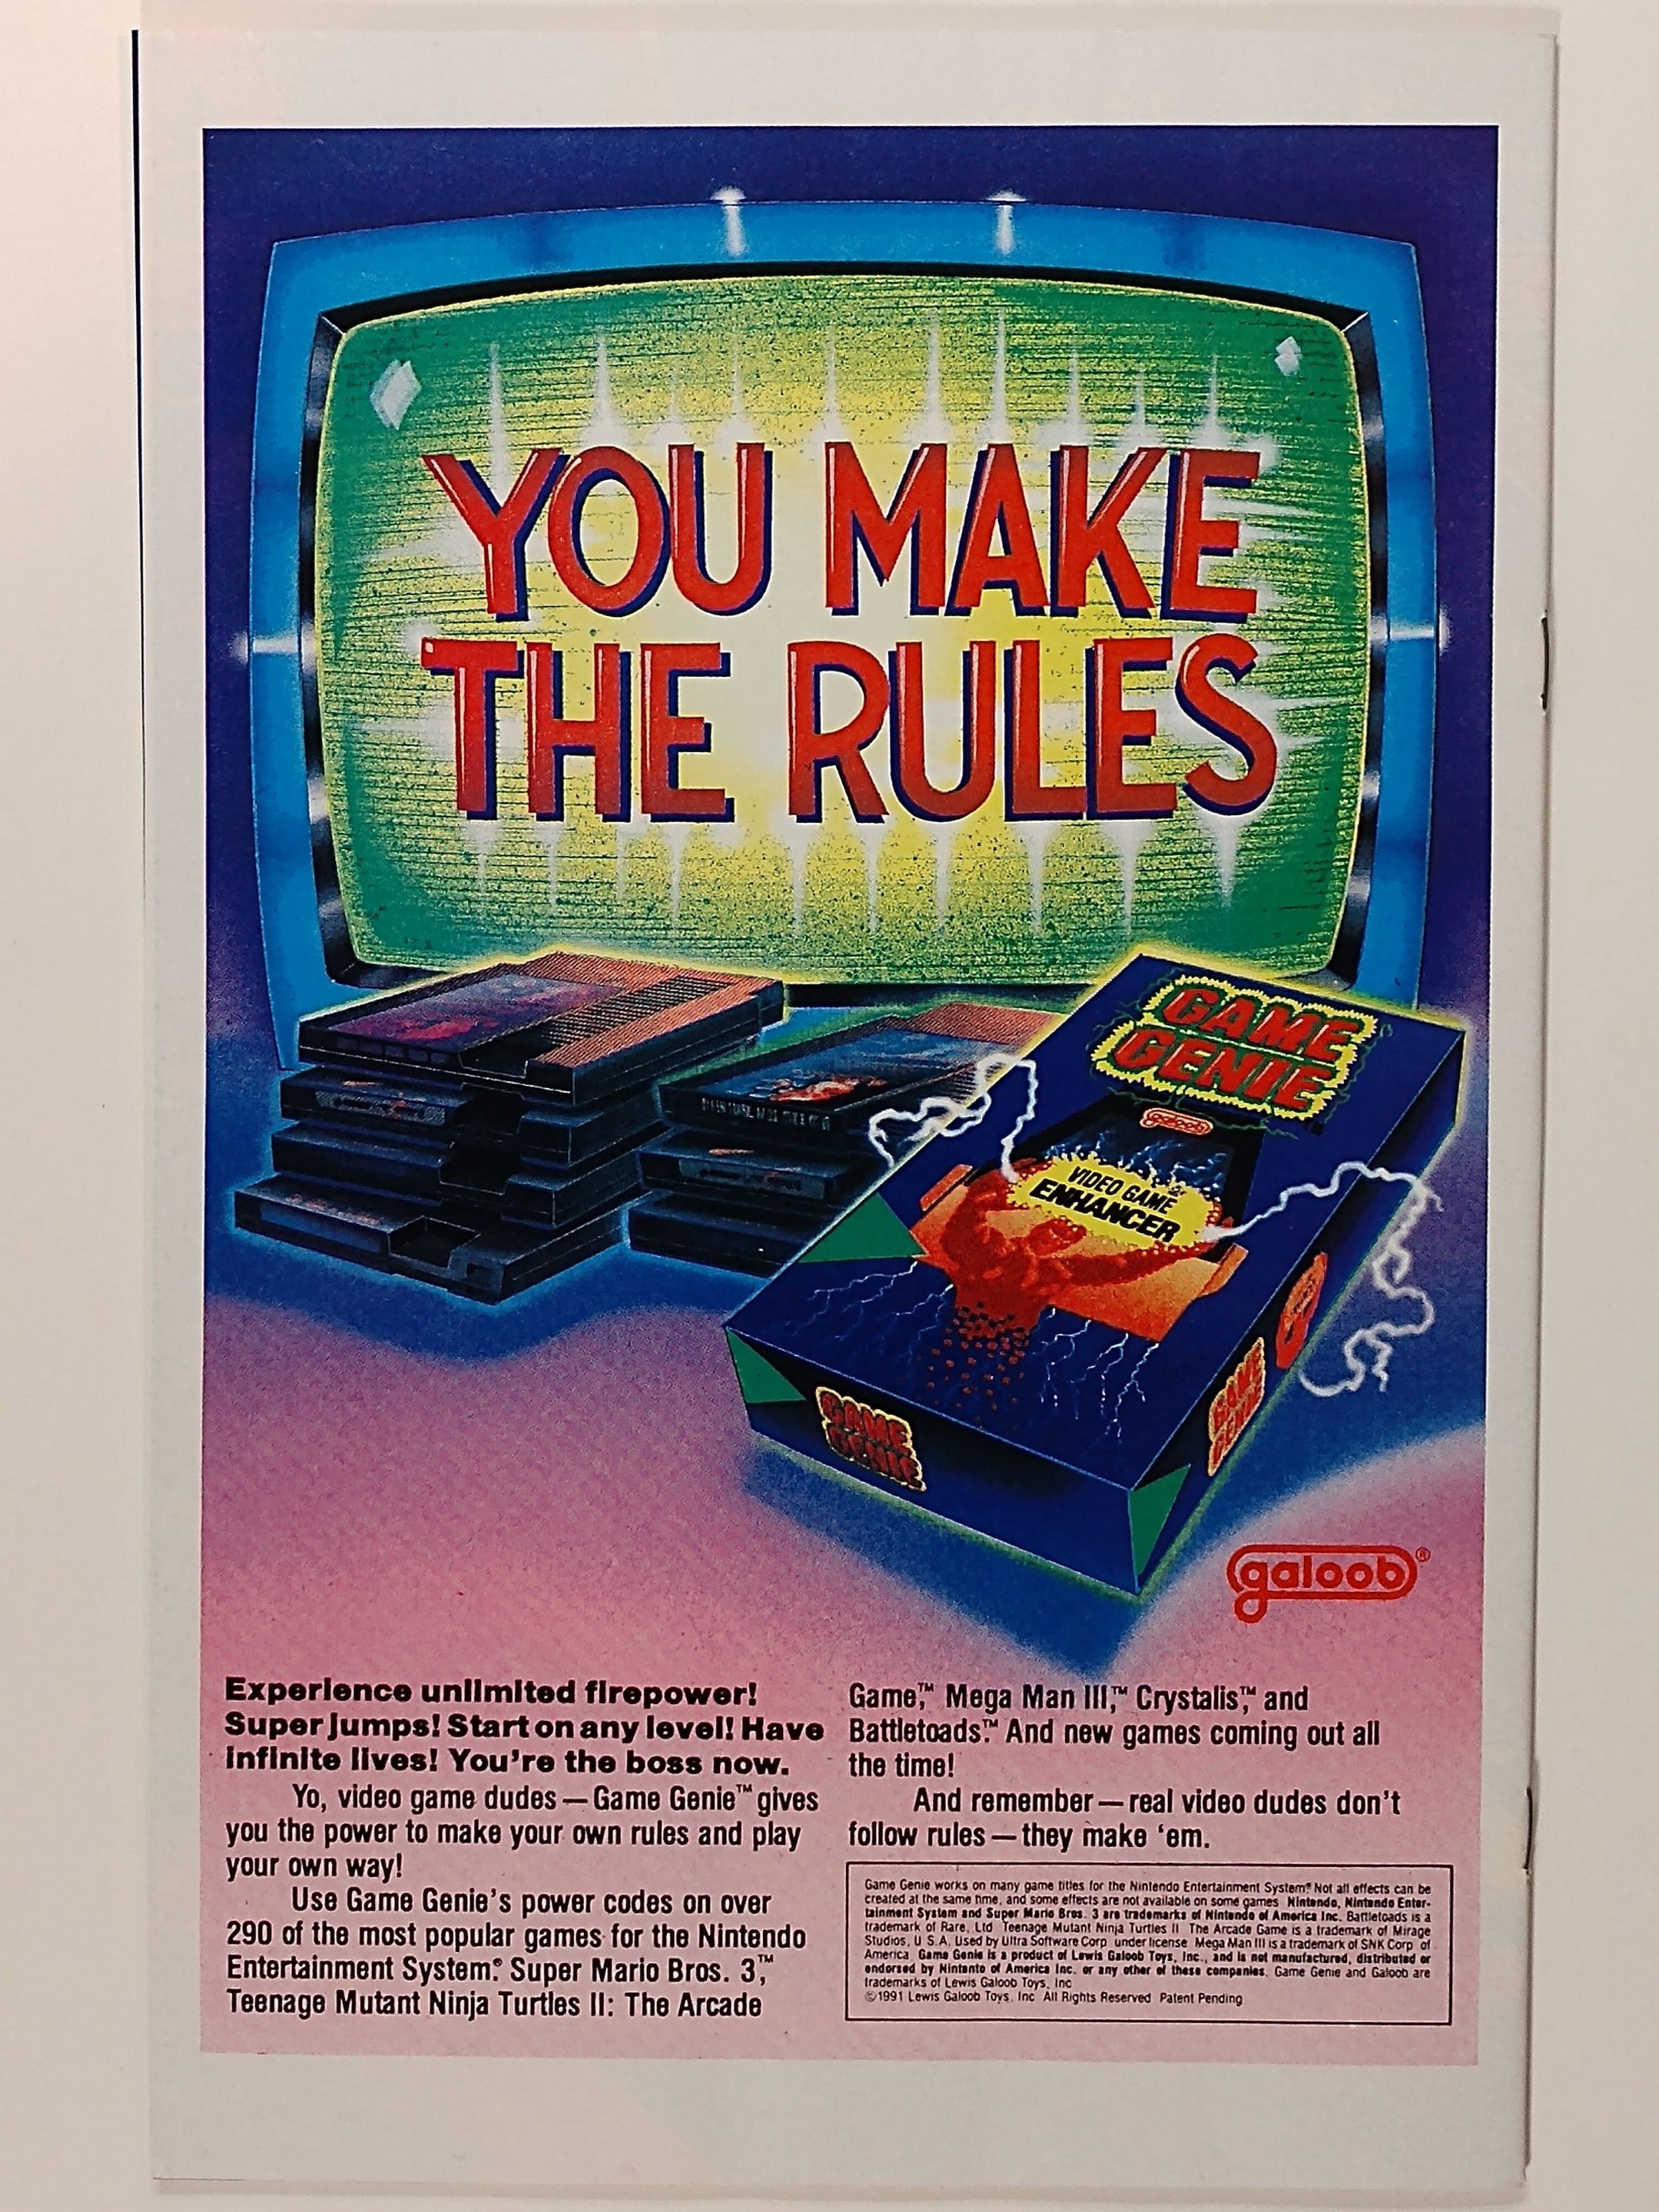 YOU MAKE
THE RULES
GAME
GENIE
galoob
VIDEO GAME
ENHANCER
GAME
GENIE
GAME
GENIE
galoob®
Experience unlimited firepower!
Super Jumps! Start on any level! Have
infinite lives! You're the boss now.
Yo, video game dudes — Game Genie™ gives
you the power to make your own rules and play
your own way!
Use Game Genie's power codes on over
290 of the most popular games for the Nintendo
Entertainment System.® Super Mario Bros. 3,™
Teenage Mutant Ninja Turtles II: The Arcade
Game,™ Mega Man III,™ Crystalis,™ and
Battletoads.™ And new games coming out all
the time!
And remember — real video dudes don't
follow rules — they make 'em.
Game Genie works on many game titles for the Nintendo Entertainment System.® Not all effects can be
created at the same time, and some effects are not available on some games. Nintendo, Nintendo Enter-
tainment System and Super Mario Bros. 3 are trademarks of Nintendo of America Inc. Battletoads is a
trademark of Rare, Ltd. Teenage Mutant Ninja Turtles II The Arcade Game is a trademark of Mirage
Studios, U.S.A. Used by Ultra Software Corp. under license. Mega Man III is a trademark of SNK Corp. of
America. Game Genie is a product of Lewis Galoob Toys, Inc., and is not manufactured, distributed or
endorsed by Nintento of America Inc. or any other of these companies. Game Genie and Galoob are
trademarks of Lewis Galoob Toys, Inc.
©1991 Lewis Galoob Toys, Inc. All Rights Reserved Patent Pending